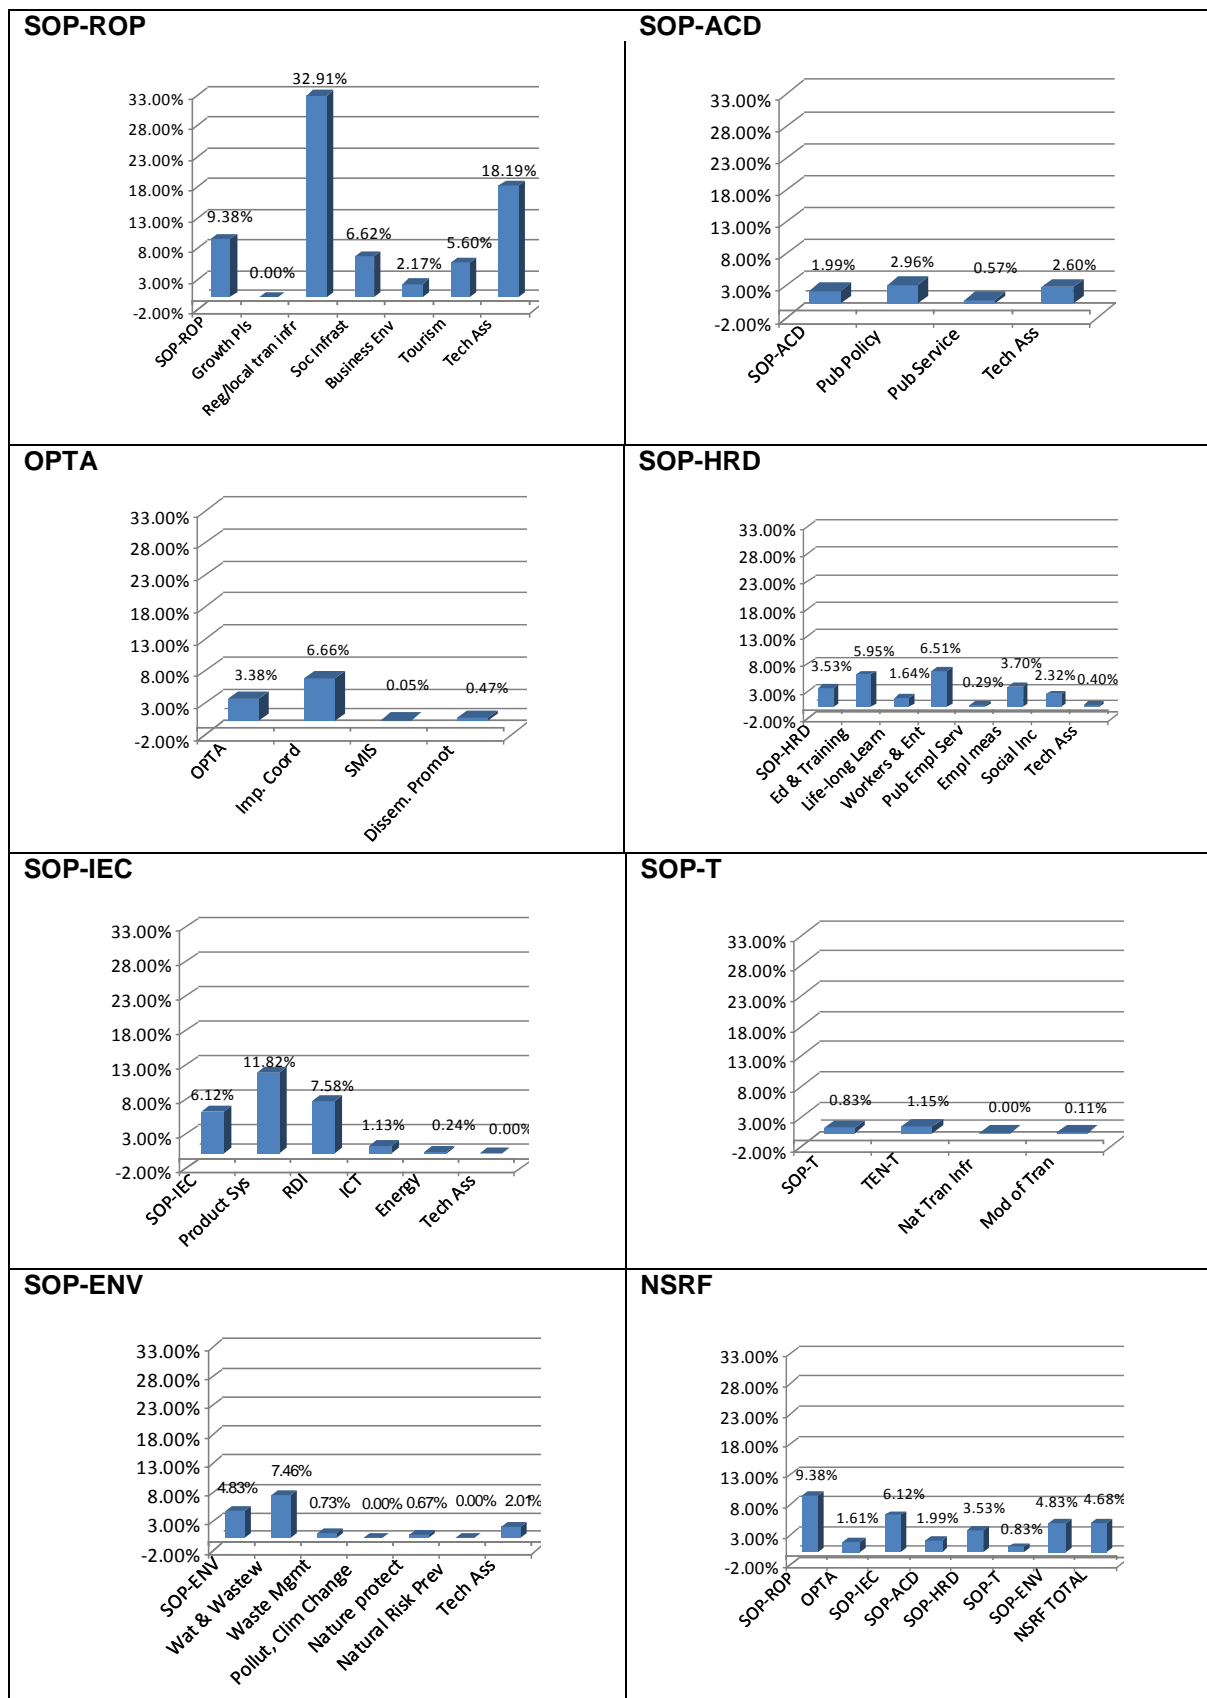 SOP-ROP
32.91%
33.00%
28.00%
23.00%
18.00%
13.00%
8.00%
3.00%
-2.00%
9.38%
0.00%
6.62%
2.17%
5.60%
18.19%
SOP-ROP
Growth Pls
Reg/local tran infr
Soc Infrast
Business Env
Tourism
Tech Ass
SOP-ACD
33.00%
28.00%
23.00%
18.00%
13.00%
8.00%
3.00%
-2.00%
1.99%
2.96%
0.57%
2.60%
SOP-ACD
Pub Policy
Pub Service
Tech Ass
OPTA
33.00%
28.00%
23.00%
18.00%
13.00%
8.00%
3.00%
-2.00%
3.38%
6.66%
0.05%
0.47%
OPTA
Imp. Coord
SMIS
Dissem. Promot
SOP-HRD
33.00%
28.00%
23.00%
18.00%
13.00%
8.00%
3.00%
-2.00%
3.53%
5.95%
1.64%
6.51%
0.29%
3.70%
2.32%
0.40%
SOP-HRD
Ed & Training
Life-long Learn
Workers & Ent
Pub Empl Serv
Empl meas
Social Inc
Tech Ass
SOP-IEC
33.00%
28.00%
23.00%
18.00%
13.00%
8.00%
3.00%
-2.00%
6.12%
11.82%
7.58%
1.13%
0.24%
0.00%
SOP-IEC
Product Sys
RDI
ICT
Energy
Tech Ass
SOP-T
33.00%
28.00%
23.00%
18.00%
13.00%
8.00%
3.00%
-2.00%
0.83%
1.15%
0.00%
0.11%
SOP-T
TEN-T
Nat Tran Infr
Mod of Tran
SOP-ENV
33.00%
28.00%
23.00%
18.00%
13.00%
8.00%
3.00%
-2.00%
4.83%
7.46%
0.73%
0.00%
0.67%
0.00%
2.01%
SOP-ENV
Wat & Wastew
Waste Mgmt
Pollut, Clim Change
Nature protect
Natural Risk Prev
Tech Ass
NSRF
33.00%
28.00%
23.00%
18.00%
13.00%
8.00%
3.00%
-2.00%
9.38%
1.61%
6.12%
1.99%
3.53%
0.83%
4.83%
4.68%
SOP-ROP
OPTA
SOP-IEC
SOP-ACD
SOP-HRD
SOP-T
SOP-ENV
NSRF TOTAL